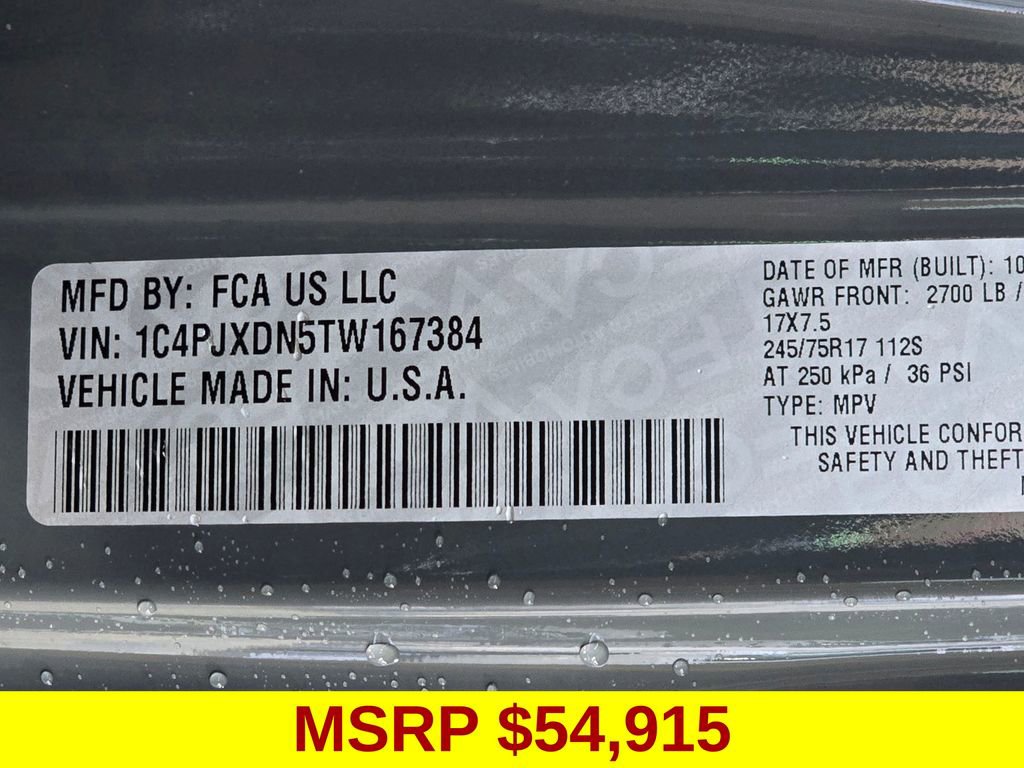 MFD BY: FCA US LLC
VIN: 1C4PJXDN5TW167384
VEHICLE MADE IN: U.S.A.
DATE OF MFR (BUILT): 10
GAWR FRONT: 2700 LB /
17X7.5
245/75R17 112S
AT 250 kPa / 36 PSI
TYPE: MPV
THIS VEHICLE CONFOR
SAFETY AND THEFT
MSRP $54,915